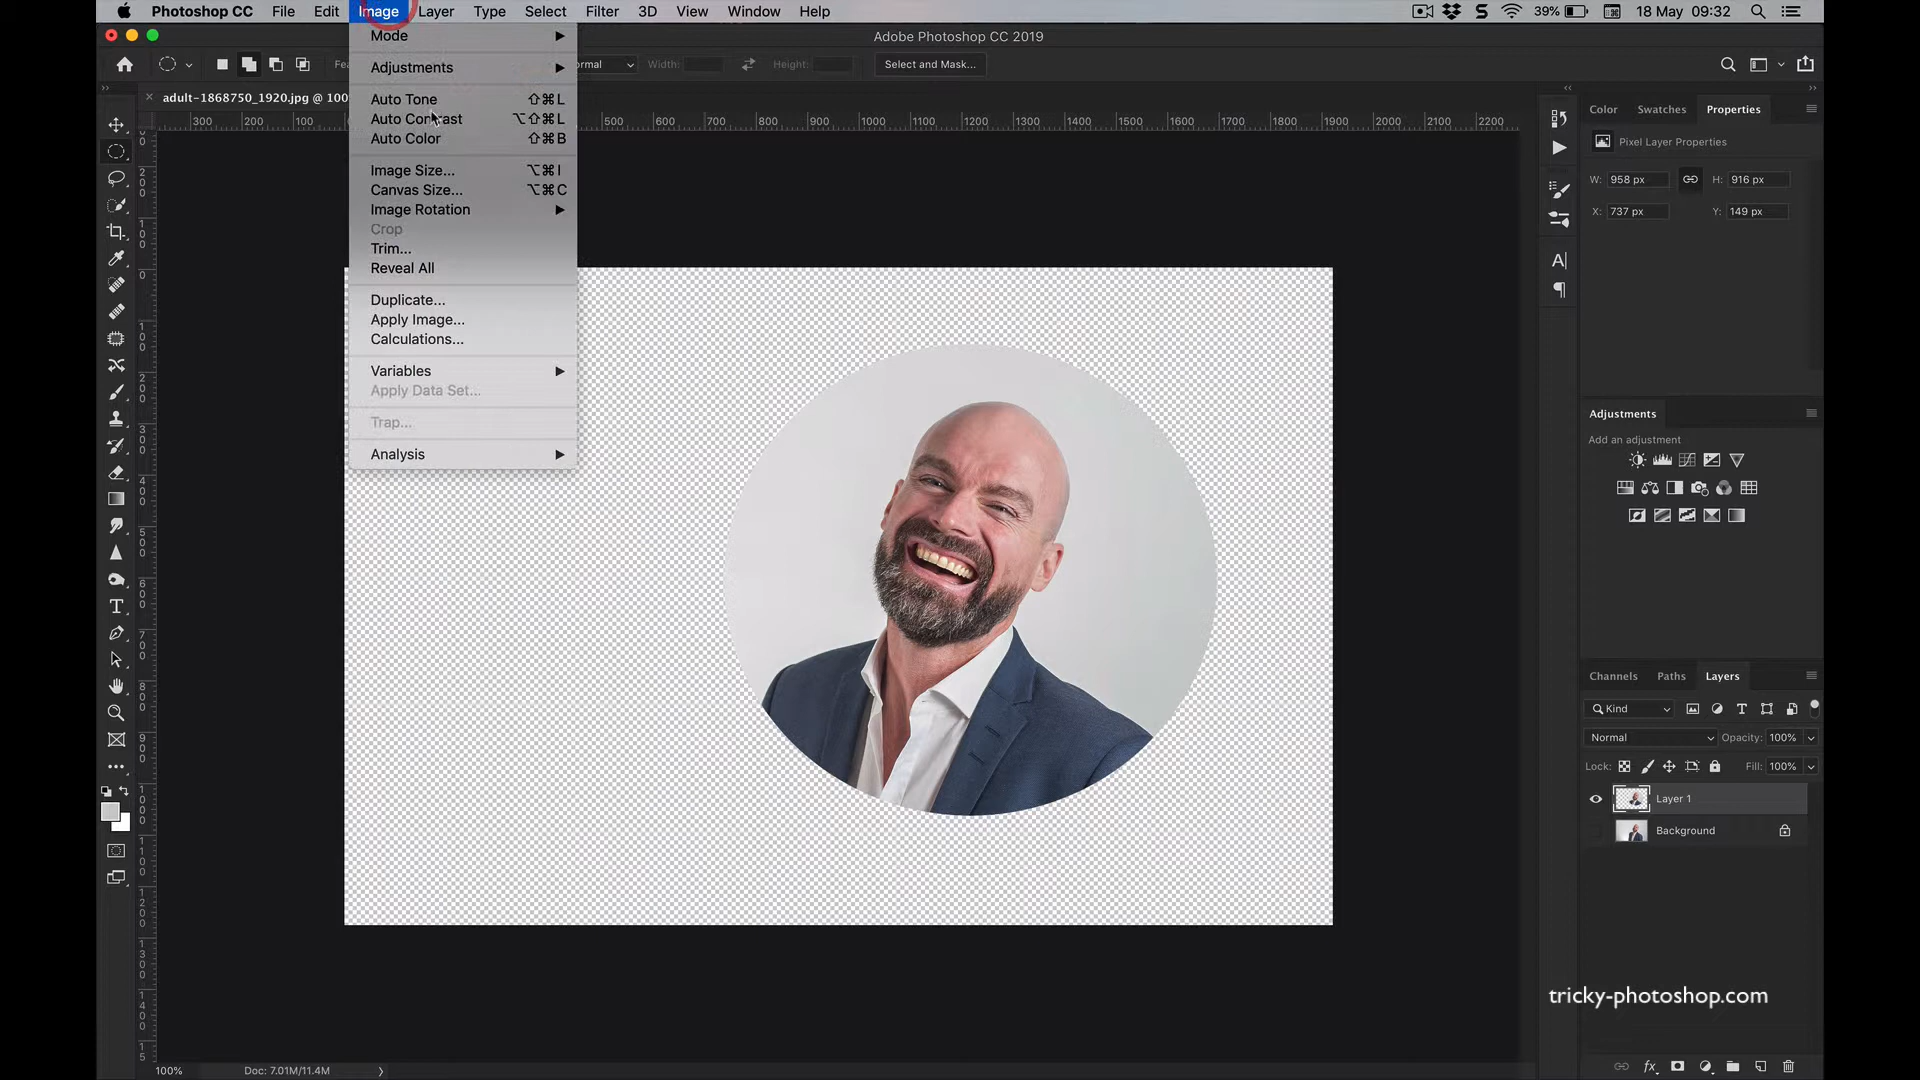 Photoshop CC File Edit Image Layer Type Select Filter 3D View Window Help 39% 18 May 09:32
Adobe Photoshop CC 2019
Width: Height: Select and Mask...
adult-1868750_1920.jpg @ 100
Mode
Adjustments
Auto Tone ⇧⌘L
Auto Contrast ⌥⇧⌘L
Auto Color ⇧⌘B
Image Size... ⌥⌘I
Canvas Size... ⌥⌘C
Image Rotation
Crop
Trim...
Reveal All
Duplicate...
Apply Image...
Calculations...
Variables
Apply Data Set...
Trap...
Analysis
300 200 100 500 600 700 800 900 1000 1100 1200 1300 1400 1500 1600 1700 1800 1900 2000 2100 2200
Color Swatches Properties
Pixel Layer Properties
W: 958 px H: 916 px
X: 737 px Y: 149 px
Adjustments
Add an adjustment
Channels Paths Layers
Kind
Normal Opacity: 100%
Lock: Fill: 100%
Layer 1
Background
tricky-photoshop.com
100% Doc: 7.01M/11.4M